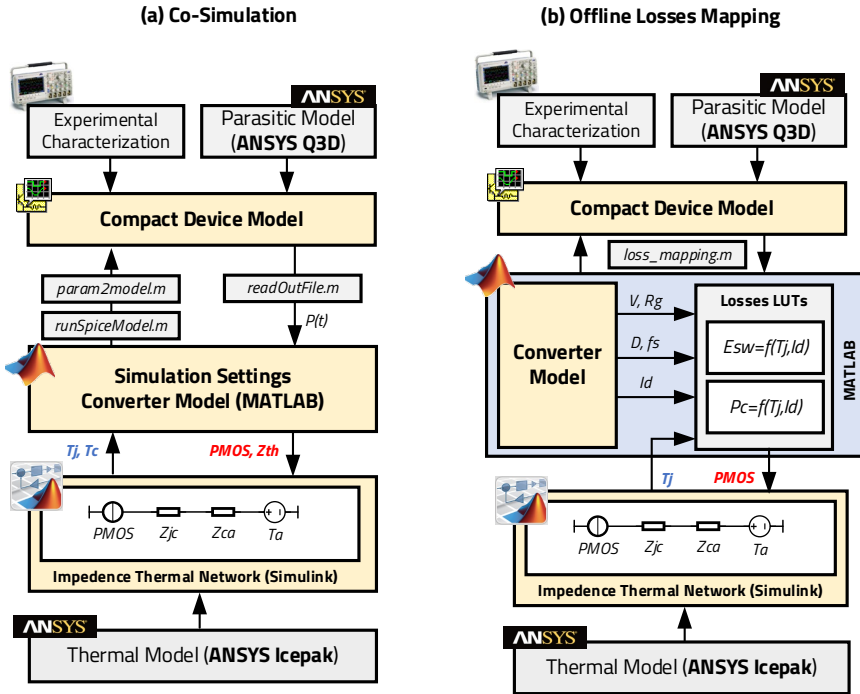 (a) Co-Simulation
ANSYS
Experimental
Characterization
Parasitic Model
(ANSYS Q3D)
Compact Device Model
param2model.m
runSpiceModel.m
readOutFile.m
P(t)
Simulation Settings
Converter Model (MATLAB)
Tj, Tc
PMOS, Zth
PMOS
Zjc
Zca
Ta
Impedence Thermal Network (Simulink)
ANSYS
Thermal Model (ANSYS Icepak)
(b) Offline Losses Mapping
ANSYS
Experimental
Characterization
Parasitic Model
(ANSYS Q3D)
Compact Device Model
loss_mapping.m
Converter
Model
V, Rg
D, fs
Id
Losses LUTs
Esw=f(Tj,Id)
Pc=f(Tj,Id)
MATLAB
Tj
PMOS
PMOS
Zjc
Zca
Ta
Impedence Thermal Network (Simulink)
ANSYS
Thermal Model (ANSYS Icepak)